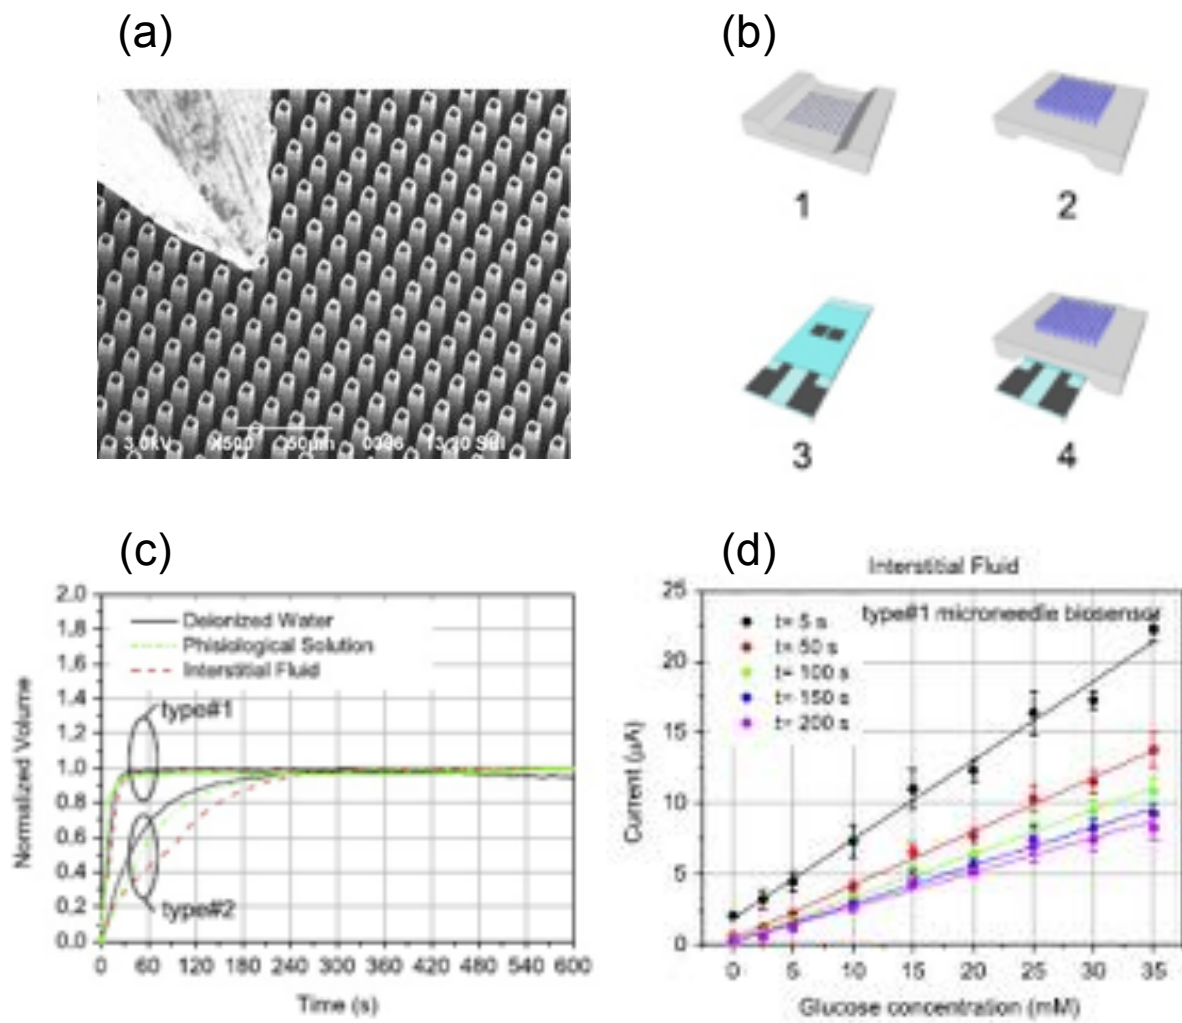 (a)
(b)
3.0kV X500 50μm
1
2
3
4
(c)
(d)
2.0
1.8
1.6
1.4
1.2
1.0
0.8
0.6
0.4
0.2
0.0
Normalized Volume
Deionized Water
Phisiological Solution
Interstitial Fluid
type#1
type#2
0 60 120 180 240 300 360 420 480 540 600
Time (s)
Interstitial Fluid
type#1 microneedle biosensor
t= 5 s
t= 50 s
t= 100 s
t= 150 s
t= 200 s
25
20
15
10
5
0
Current (μA)
0 5 10 15 20 25 30 35
Glucose concentration (mM)